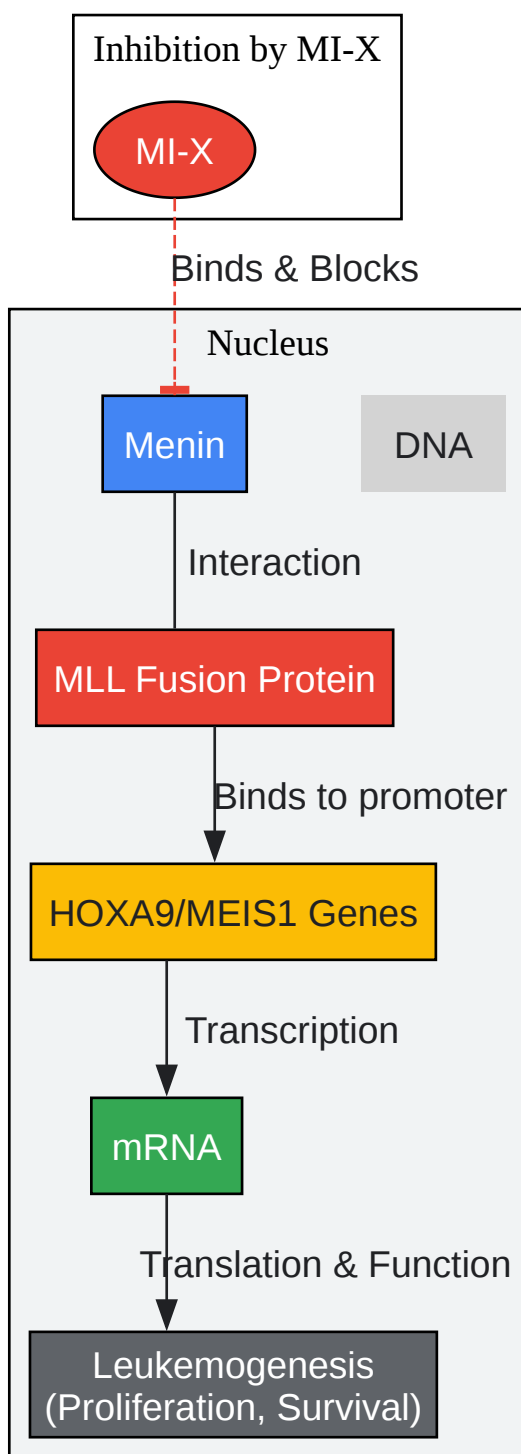 Inhibition by MI-X
MI-X
Binds & Blocks
Nucleus
Menin
DNA
Interaction
MLL Fusion Protein
Binds to promoter
HOXA9/MEIS1 Genes
Transcription
mRNA
Translation & Function
Leukemogenesis
(Proliferation, Survival)